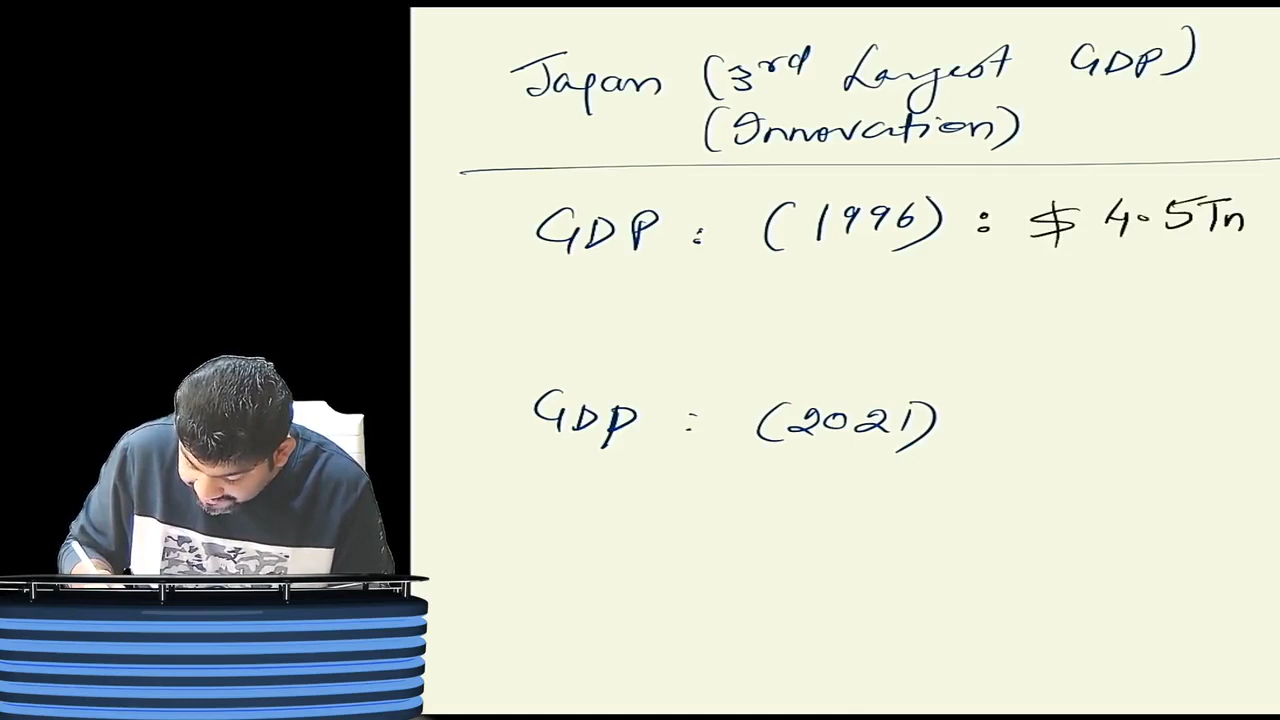 Japan (3rd Largest GDP)
(Innovation)
GDP : (1996) : $ 4.5Tn
GDP : (2021)